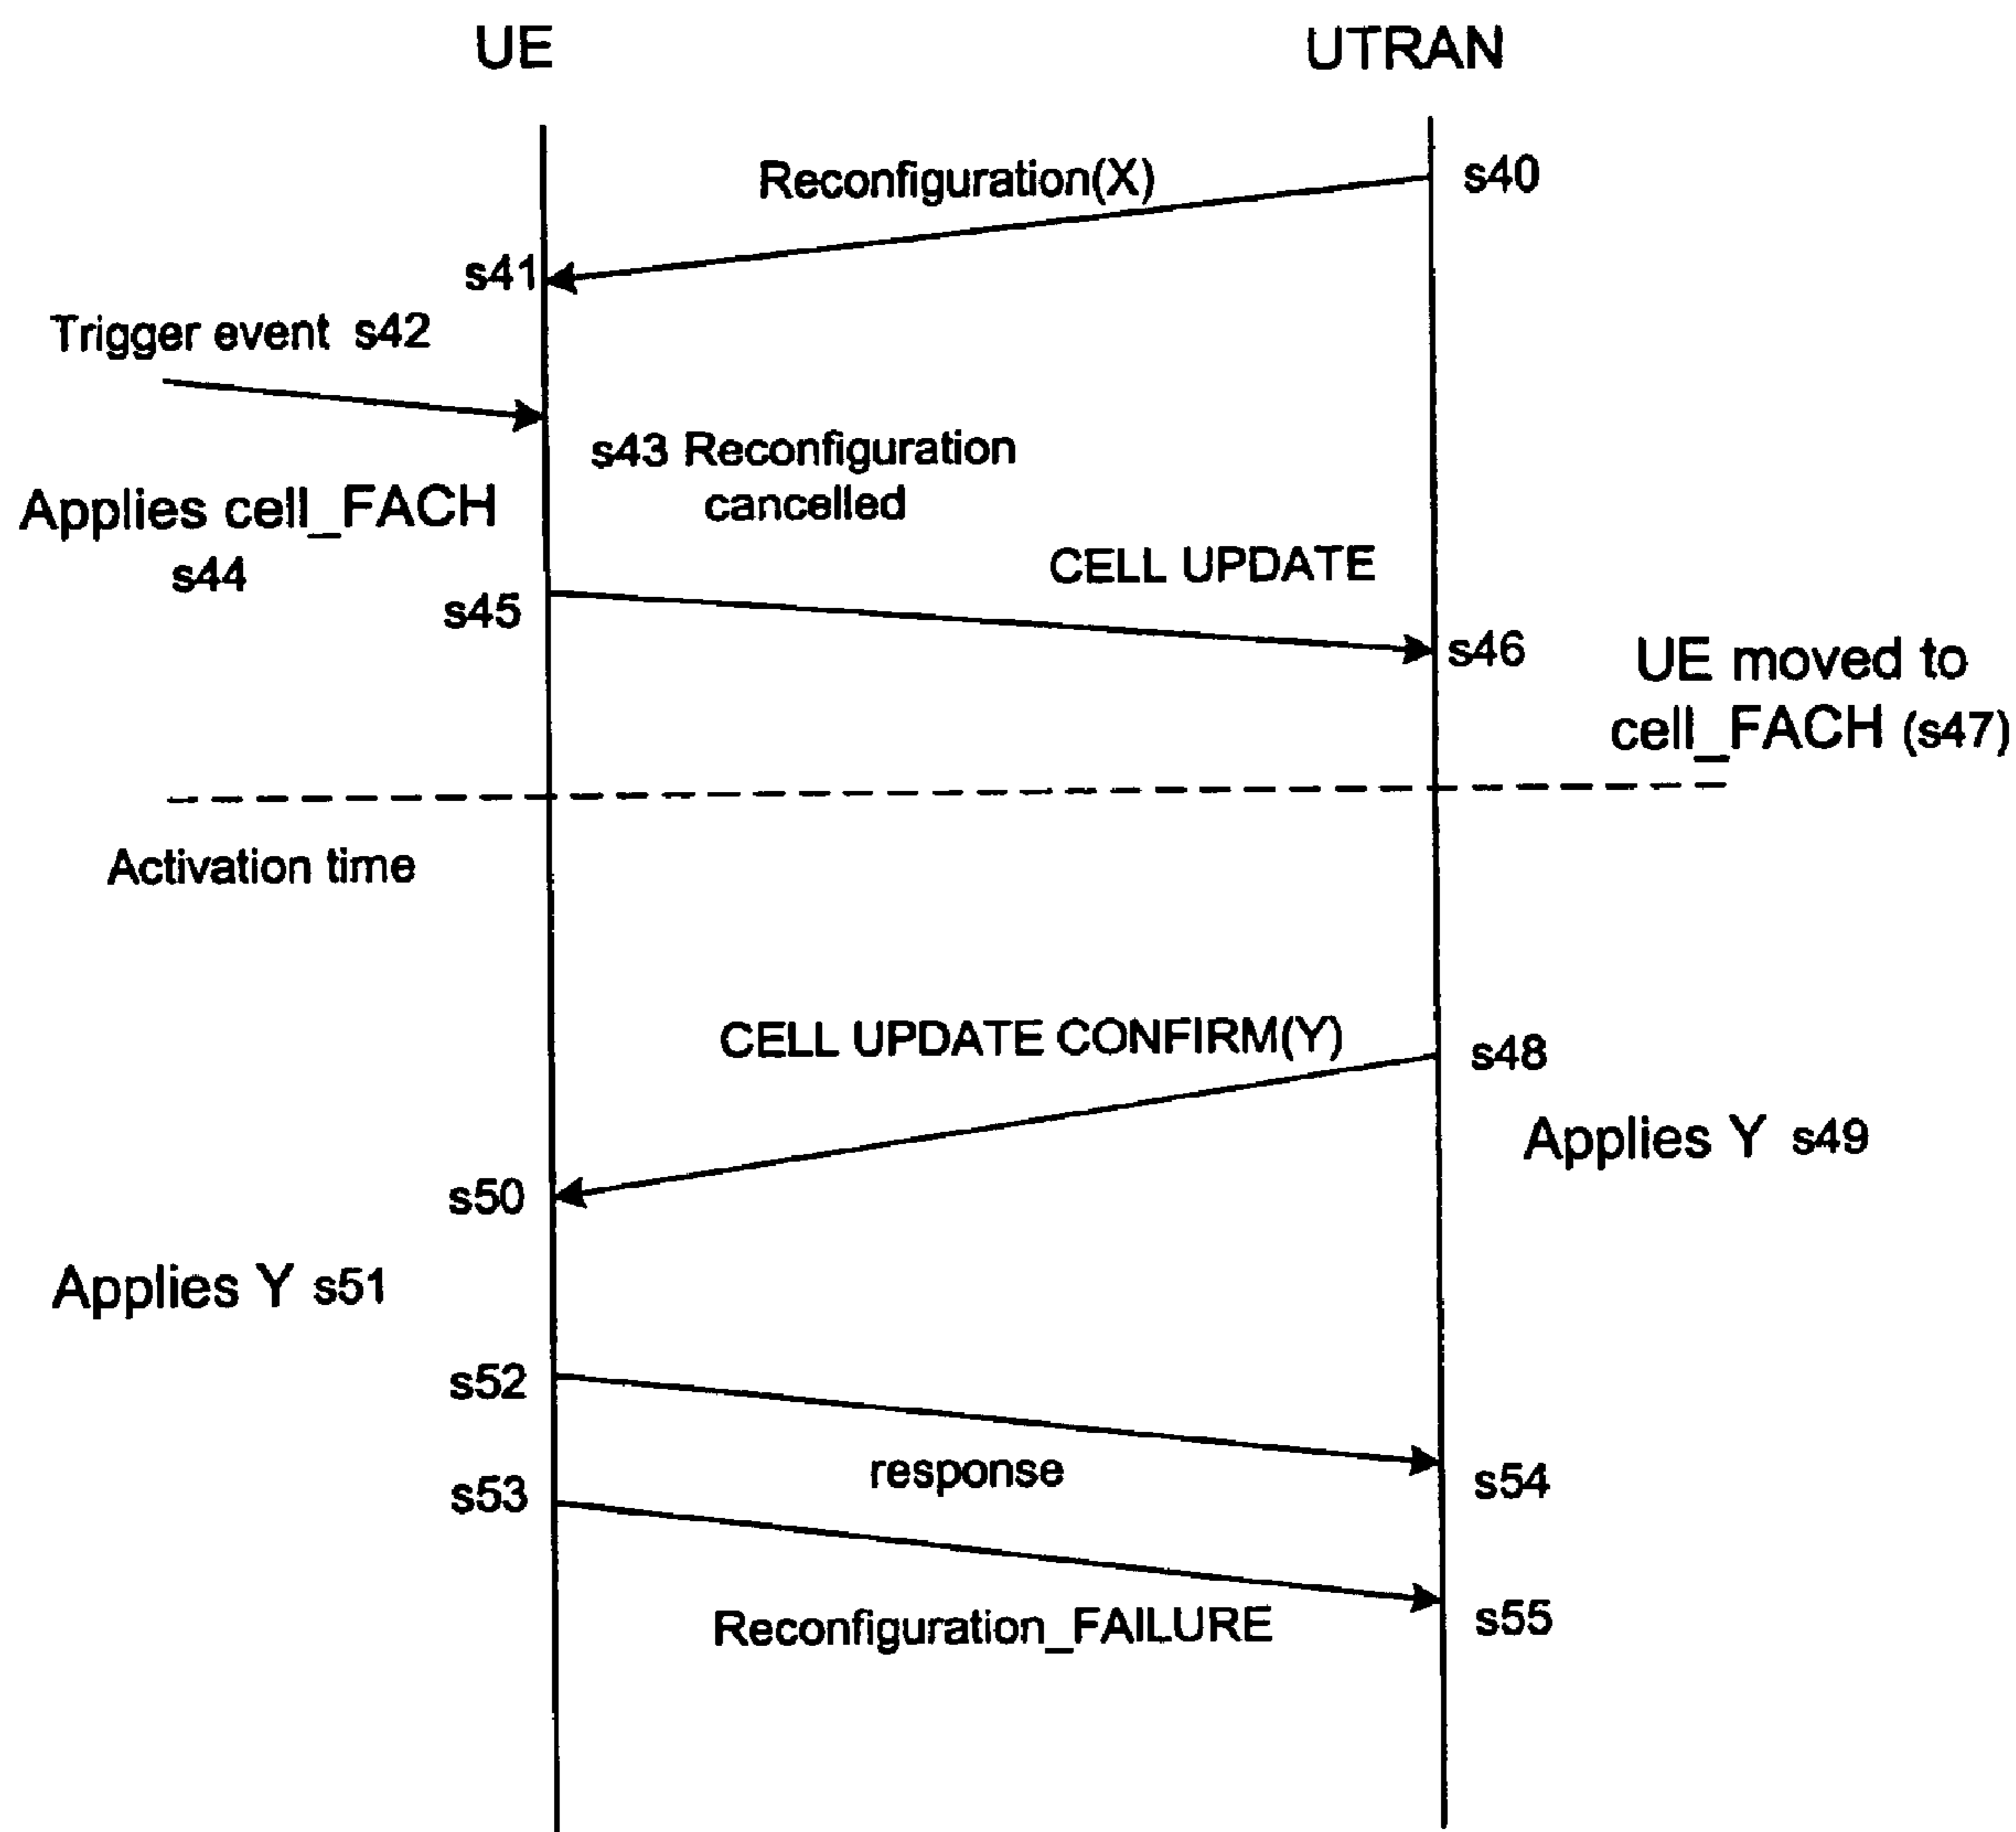 UE UTRAN
Reconfiguration(X) s40
s41
Trigger event s42
s43 Reconfiguration
cancelled
Applies cell_FACH
s44
CELL UPDATE
s45
s46
UE moved to
cell_FACH (s47)
Activation time
CELL UPDATE CONFIRM(Y)
s48
Applies Y s49
s50
Applies Y s51
s52
response
s54
s53
Reconfiguration_FAILURE
s55